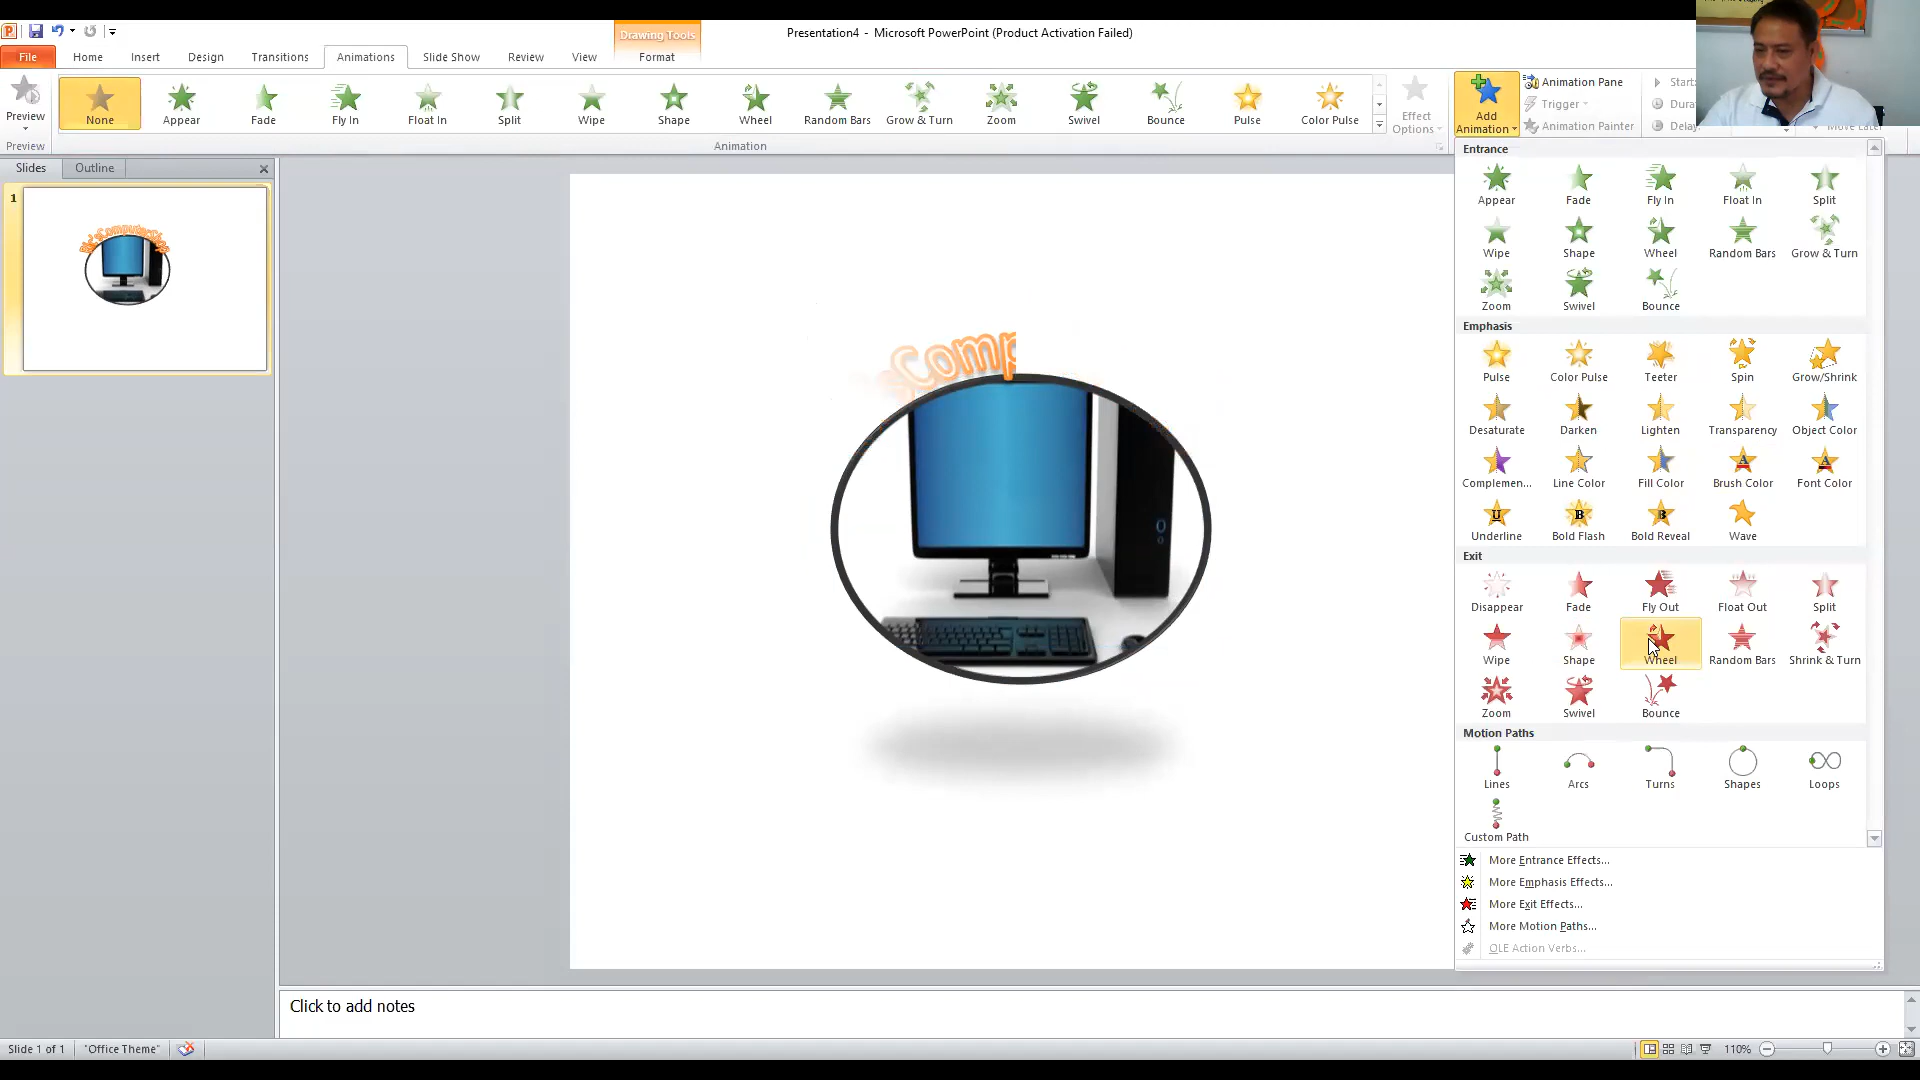 Drawing Tools
Presentation4 - Microsoft PowerPoint (Product Activation Failed)
File Home Insert Design Transitions Animations Slide Show Review View Format
Preview None Appear Fade Fly In Float In Split Wipe Shape Wheel Random Bars Grow & Turn Zoom Swivel Bounce Pulse Color Pulse Effect Options Add Animation Animation Pane Start:
Trigger
Animation Painter Delay: Move Later
Preview Animation
Slides Outline
1
Comp
Entrance
Appear Fade Fly In Float In Split
Wipe Shape Wheel Random Bars Grow & Turn
Zoom Swivel Bounce
Emphasis
Pulse Color Pulse Teeter Spin Grow/Shrink
Desaturate Darken Lighten Transparency Object Color
Complemen... Line Color Fill Color Brush Color Font Color
Underline Bold Flash Bold Reveal Wave
Exit
Disappear Fade Fly Out Float Out Split
Wipe Shape Wheel Random Bars Shrink & Turn
Zoom Swivel Bounce
Motion Paths
Lines Arcs Turns Shapes Loops
Custom Path
More Entrance Effects...
More Emphasis Effects...
More Exit Effects...
More Motion Paths...
OLE Action Verbs...
Click to add notes
Slide 1 of 1 "Office Theme" 110%